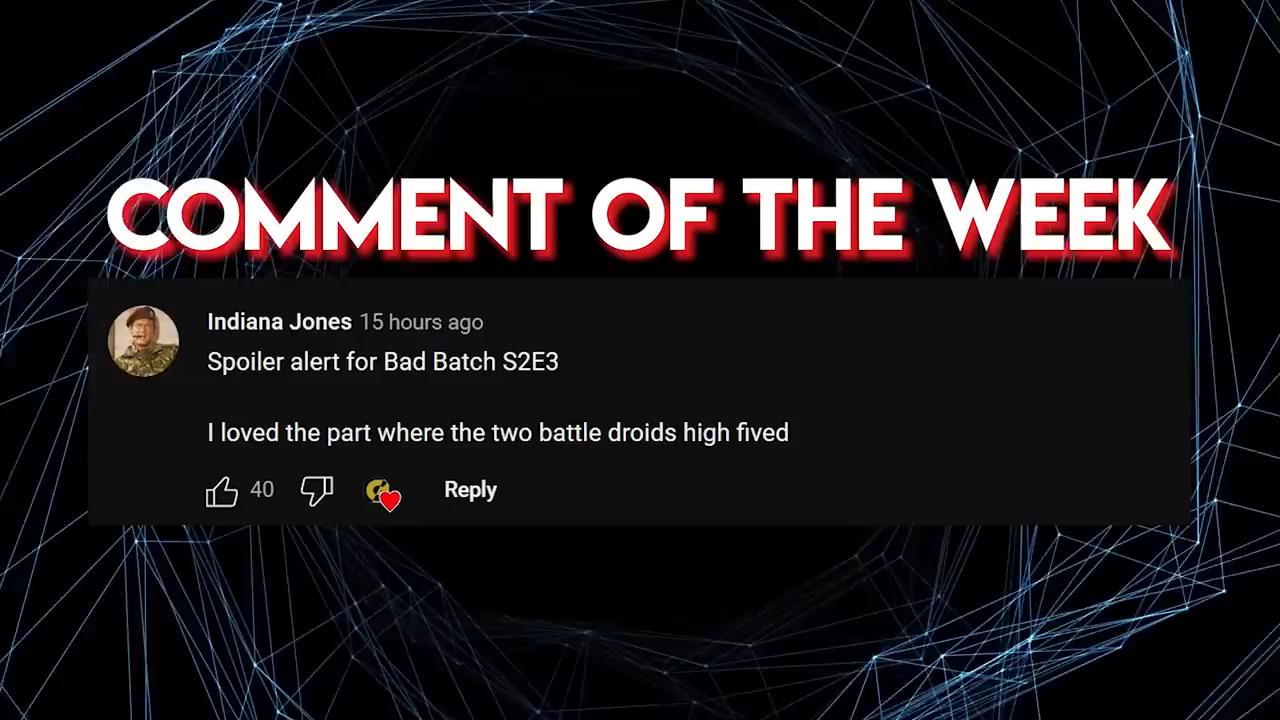 COMMENT OF THE WEEK
Indiana Jones 15 hours ago
Spoiler alert for Bad Batch S2E3
I loved the part where the two battle droids high fived
40 Reply